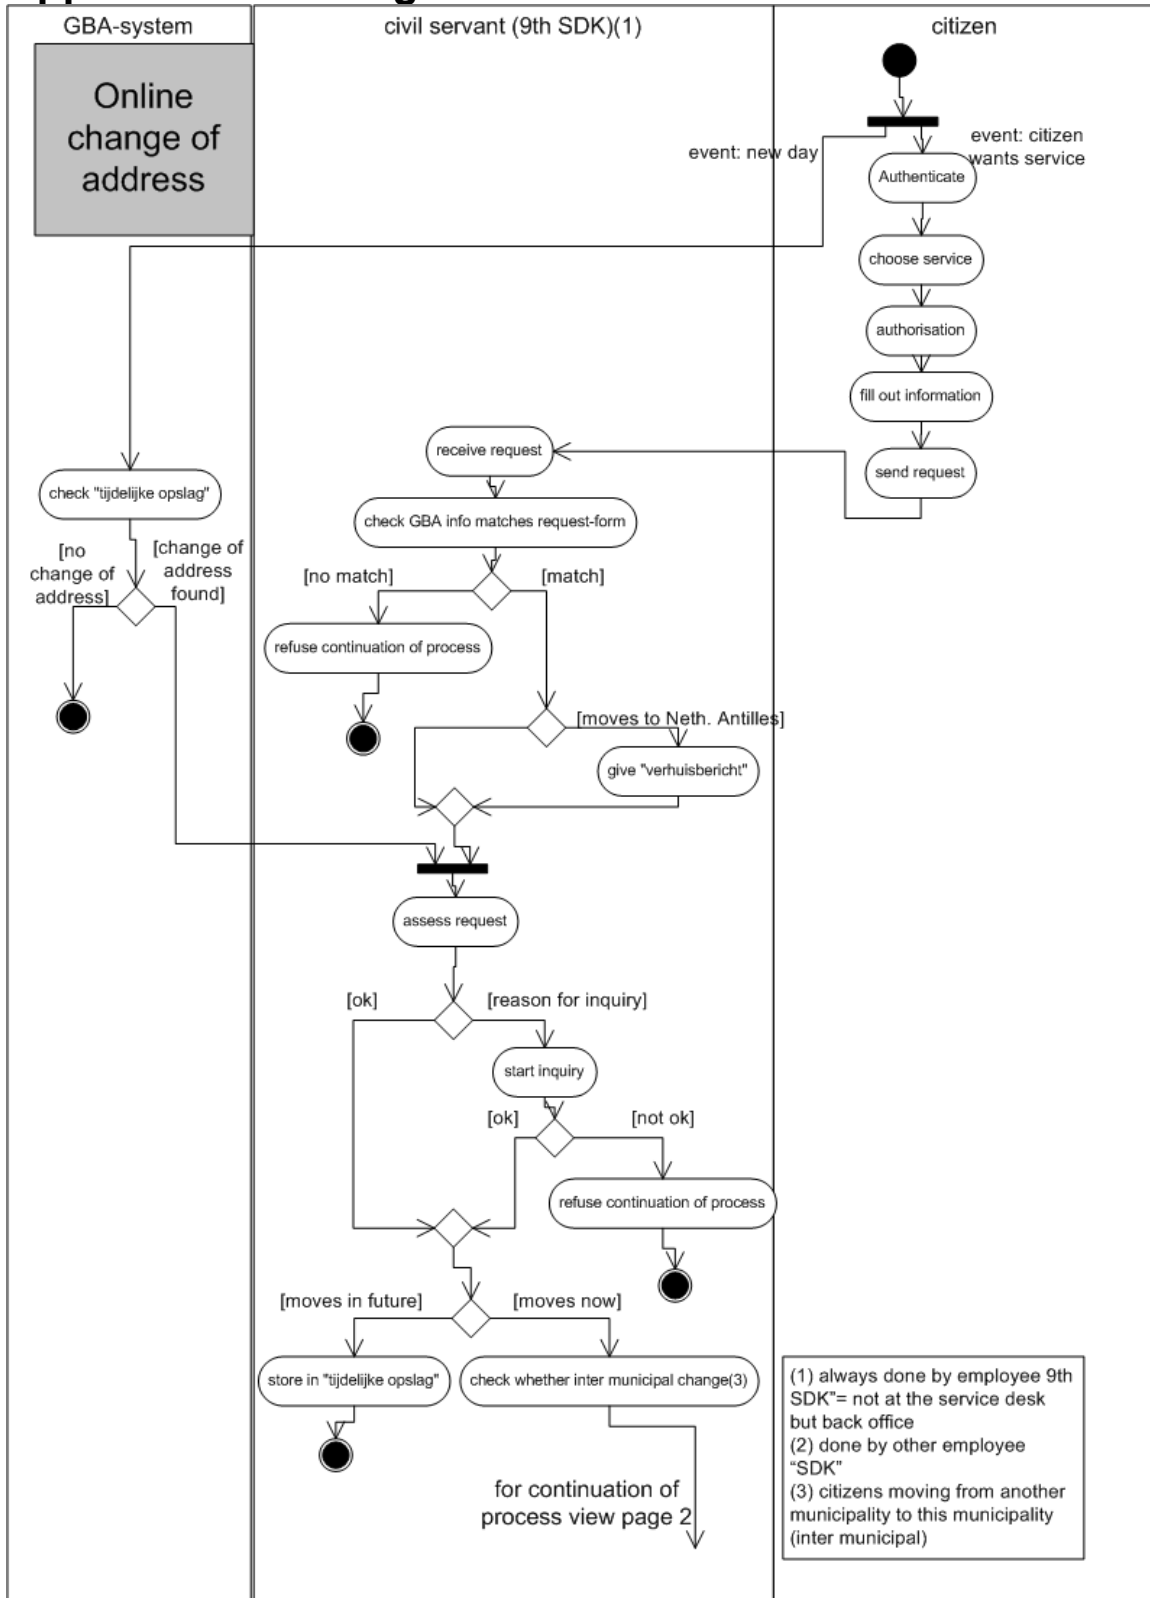 GBA-system
civil servant (9th SDK)(1)
citizen
Online
change of
address
event: new day
event: citizen
wants service
Authenticate
choose service
authorisation
fill out information
send request
receive request
check GBA info matches request-form
[no match]
[match]
refuse continuation of process
check "tijdelijke opslag"
[no
change of
address]
[change of
address
found]
[moves to Neth. Antilles]
give "verhuisbericht"
assess request
[ok]
[reason for inquiry]
start inquiry
[ok]
[not ok]
refuse continuation of process
[moves in future]
[moves now]
store in "tijdelijke opslag"
check whether inter municipal change(3)
for continuation of
process view page 2
(1) always done by employee 9th
SDK"= not at the service desk
but back office
(2) done by other employee
“SDK”
(3) citizens moving from another
municipality to this municipality
(inter municipal)